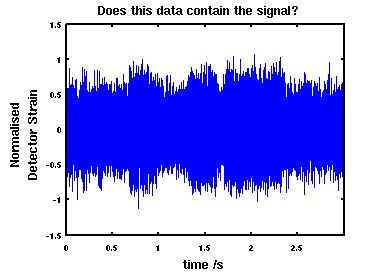 Does this data contain the signal?
Normalised
Detector Strain
1.5
1
0.5
0
-0.5
-1
-1.5
0 0.5 1 1.5 2 2.5
time /s